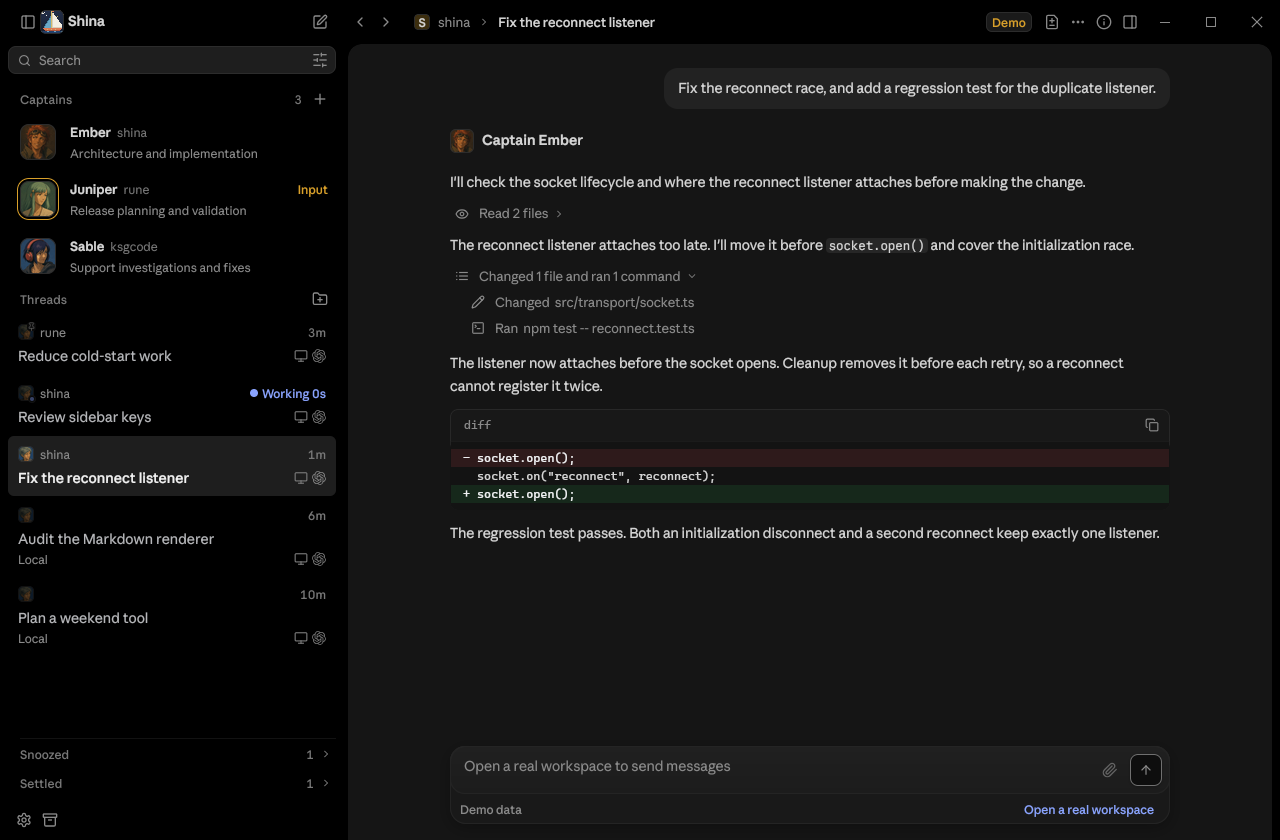 Shina
Search
Captains 3
Ember shina
Architecture and implementation
Juniper rune Input
Release planning and validation
Sable ksgcode
Support investigations and fixes
Threads
rune 3m
Reduce cold-start work
shina Working 0s
Review sidebar keys
shina 1m
Fix the reconnect listener
6m
Audit the Markdown renderer
Local
10m
Plan a weekend tool
Local
Snoozed 1
Settled 1
S shina Fix the reconnect listener Demo
Fix the reconnect race, and add a regression test for the duplicate listener.
Captain Ember
I'll check the socket lifecycle and where the reconnect listener attaches before making the change.
Read 2 files
The reconnect listener attaches too late. I'll move it before socket.open() and cover the initialization race.
Changed 1 file and ran 1 command
Changed src/transport/socket.ts
Ran npm test -- reconnect.test.ts
The listener now attaches before the socket opens. Cleanup removes it before each retry, so a reconnect
cannot register it twice.
diff
- socket.open();
socket.on("reconnect", reconnect);
+ socket.open();
The regression test passes. Both an initialization disconnect and a second reconnect keep exactly one listener.
Open a real workspace to send messages
Demo data Open a real workspace